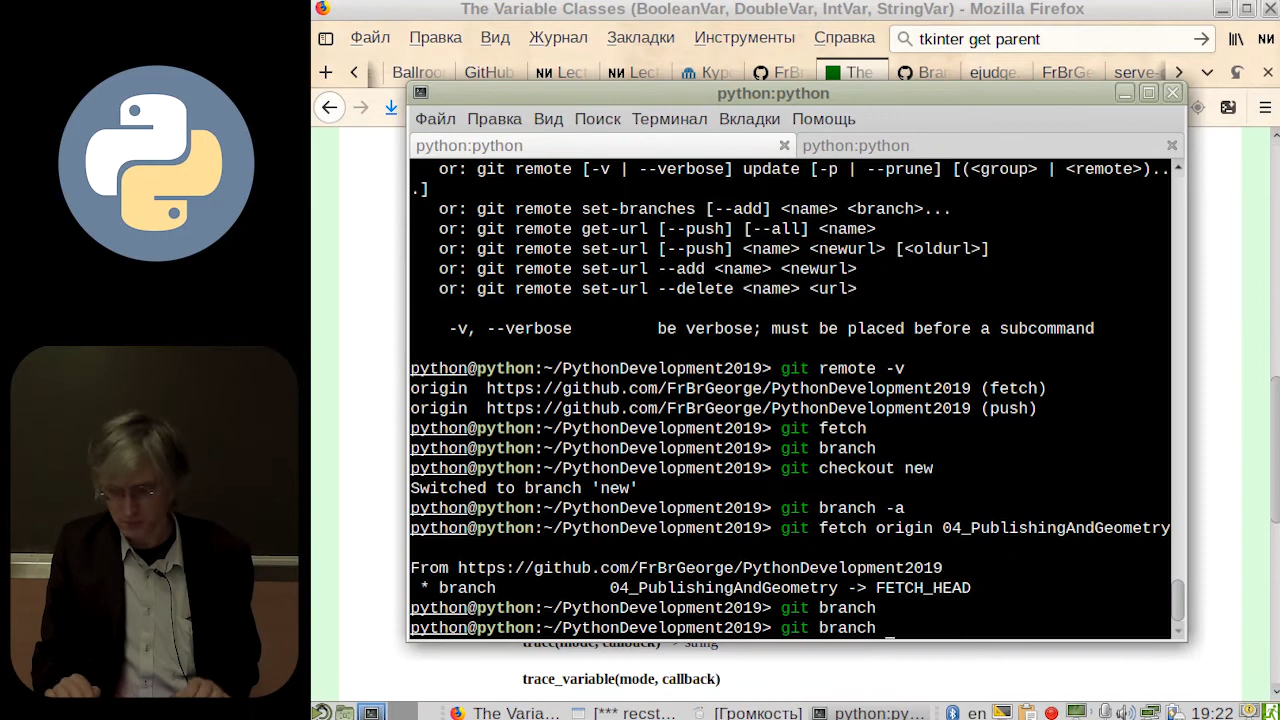 The Variable Classes (BooleanVar, DoubleVar, IntVar, StringVar) - Mozilla Firefox
Файл Правка Вид Журнал Закладки Инструменты Справка tkinter get parent
Ballroo GitHub Lect Lec Кype FrBr The Bran ejudge FrBrGe serve-
python:python
Файл Правка Вид Поиск Терминал Вкладки Помощь
python:python python:python
or: git remote [-v | --verbose] update [-p | --prune] [(<group> | <remote>)..
.]
or: git remote set-branches [--add] <name> <branch>...
or: git remote get-url [--push] [--all] <name>
or: git remote set-url [--push] <name> <newurl> [<oldurl>]
or: git remote set-url --add <name> <newurl>
or: git remote set-url --delete <name> <url>
-v, --verbose be verbose; must be placed before a subcommand
python@python:~/PythonDevelopment2019> git remote -v
origin https://github.com/FrBrGeorge/PythonDevelopment2019 (fetch)
origin https://github.com/FrBrGeorge/PythonDevelopment2019 (push)
python@python:~/PythonDevelopment2019> git fetch
python@python:~/PythonDevelopment2019> git branch
python@python:~/PythonDevelopment2019> git checkout new
Switched to branch 'new'
python@python:~/PythonDevelopment2019> git branch -a
python@python:~/PythonDevelopment2019> git fetch origin 04_PublishingAndGeometry
From https://github.com/FrBrGeorge/PythonDevelopment2019
* branch 04_PublishingAndGeometry -> FETCH_HEAD
python@python:~/PythonDevelopment2019> git branch
python@python:~/PythonDevelopment2019> git branch _
trace(mode, callback) -> string
trace_variable(mode, callback)
The Varia... [*** recst... [Громкость] python:py... en 19:22